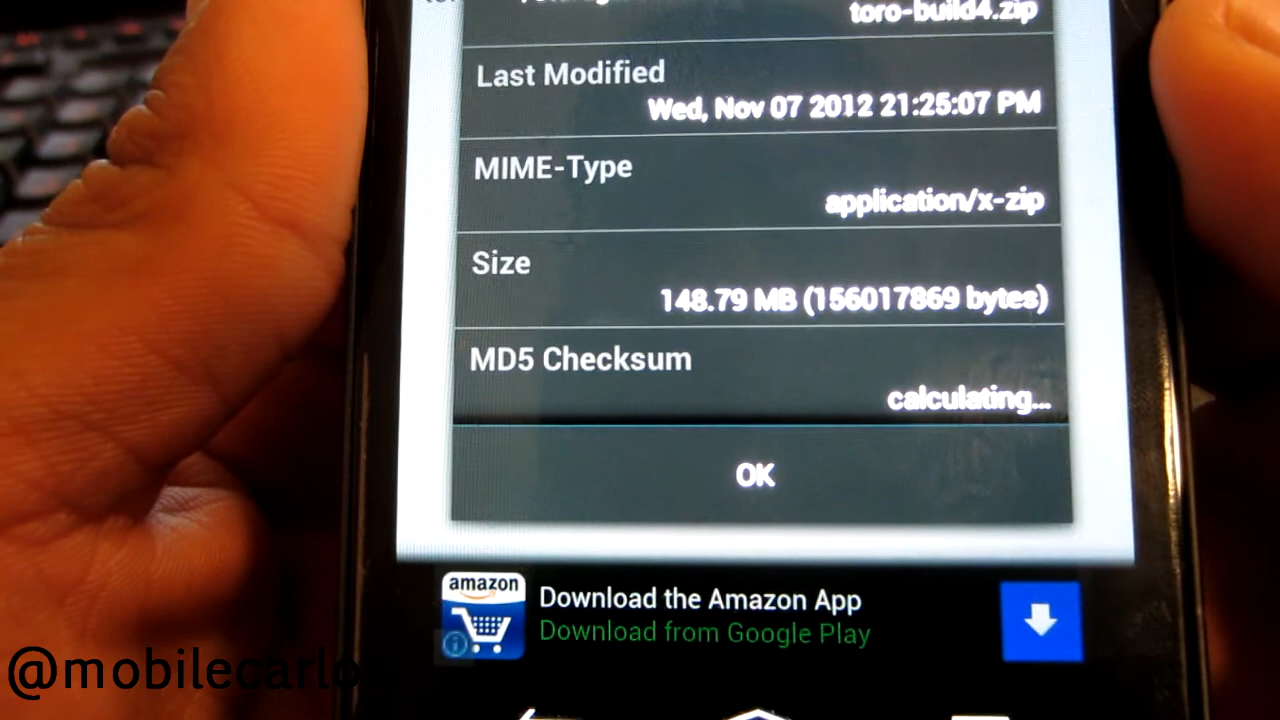 toro-build4.zip
Last Modified
Wed, Nov 07 2012 21:25:07 PM
MIME-Type
application/x-zip
Size
148.79 MB (156017869 bytes)
MD5 Checksum
calculating...
OK
amazon
Download the Amazon App
Download from Google Play
@mobilecarlos